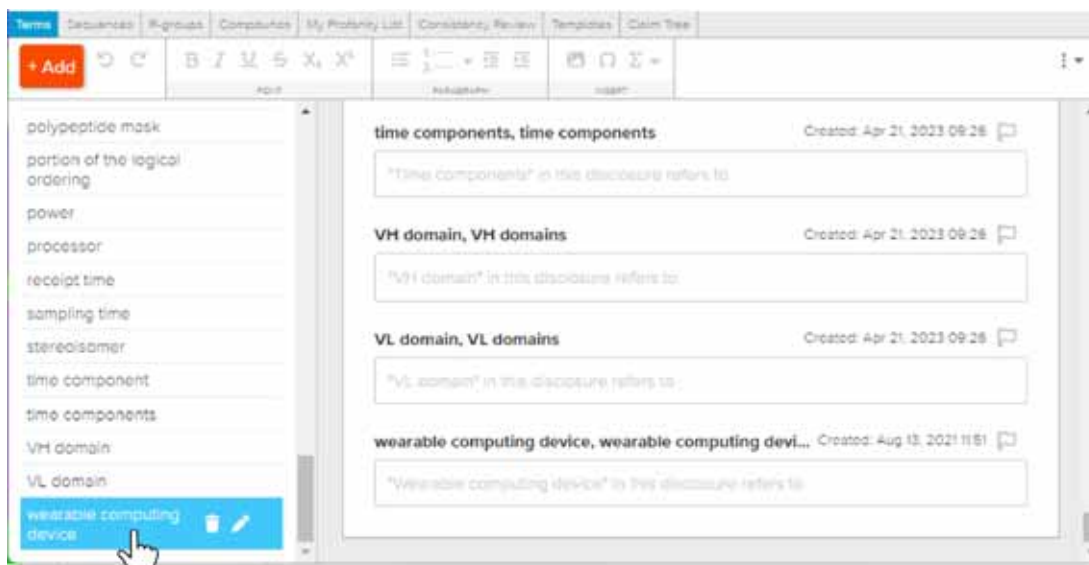 Terms Sequences R-groups Compounds My Profanity List Consistency Review Templates Claim Tree
+ Add B I U S X₁ X² Ω Σ
FONT PARAGRAPH INSERT
polypeptide mask
portion of the logical
ordering
power
processor
receipt time
sampling time
stereoisomer
time component
time components
VH domain
VL domain
wearable computing
device
time components, time components Created: Apr 21, 2023 09:26
"Time components" in this disclosure refers to
VH domain, VH domains Created: Apr 21, 2023 09:26
"VH domain" in this disclosure refers to
VL domain, VL domains Created: Apr 21, 2023 09:26
"VL domain" in this disclosure refers to
wearable computing device, wearable computing devi... Created: Aug 13, 2021 11:51
"Wearable computing device" in this disclosure refers to